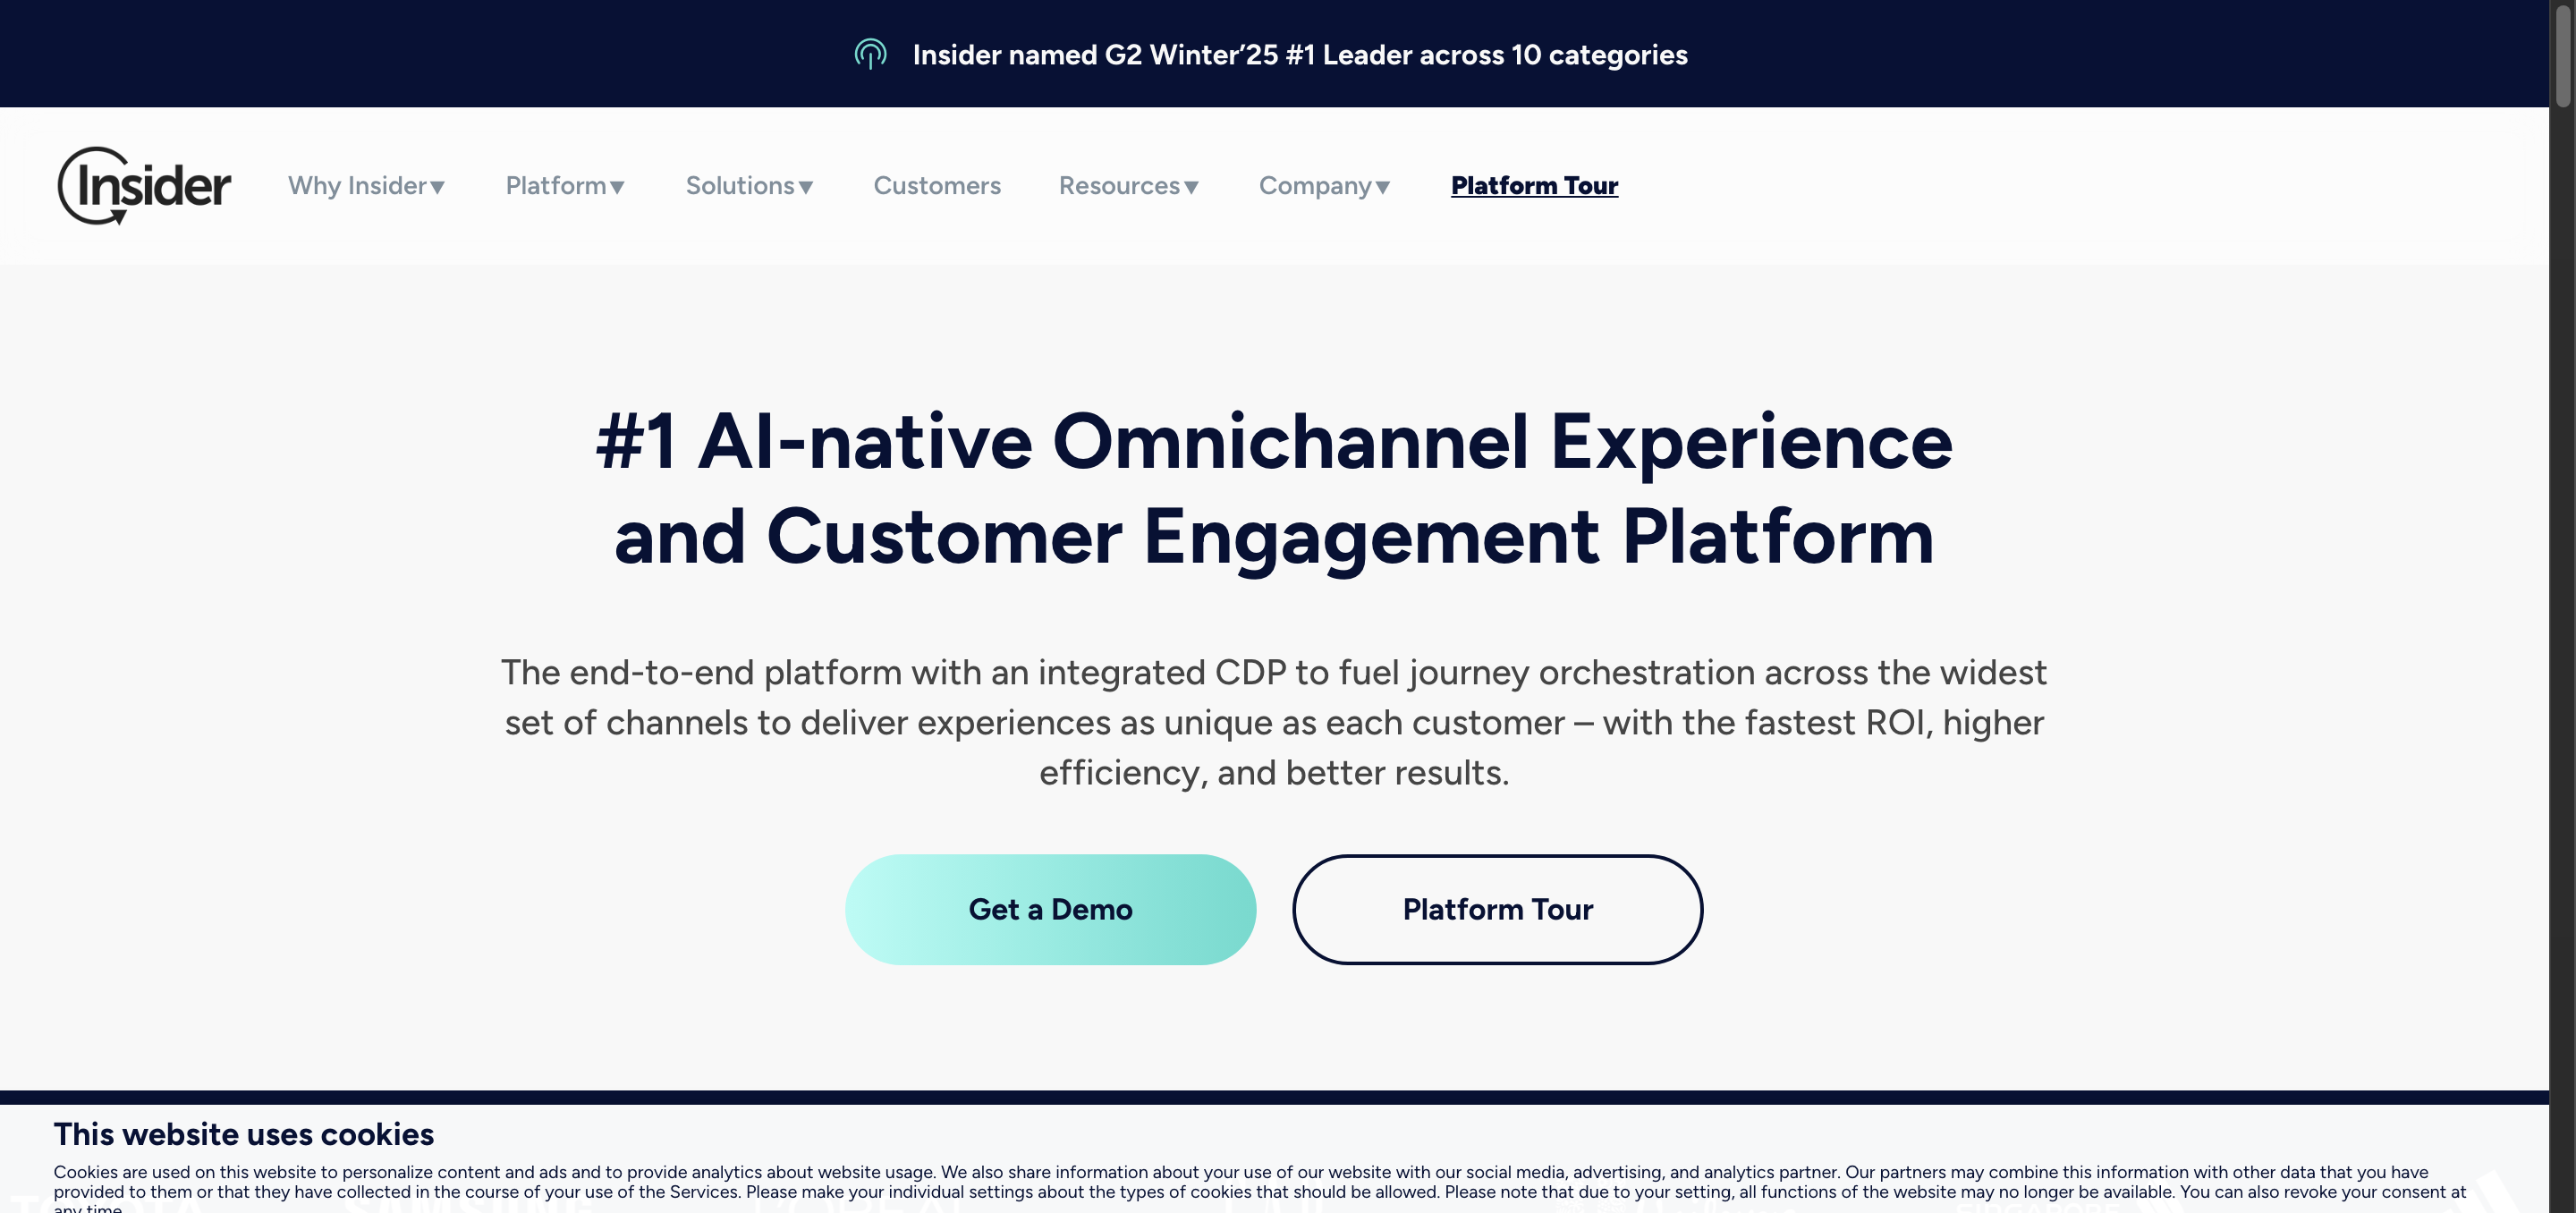 Insider named G2 Winter’25 #1 Leader across 10 categories
Insider
Why Insider▼ Platform▼ Solutions▼ Customers Resources▼ Company▼ Platform Tour
#1 AI-native Omnichannel Experience
and Customer Engagement Platform
The end-to-end platform with an integrated CDP to fuel journey orchestration across the widest
set of channels to deliver experiences as unique as each customer – with the fastest ROI, higher
efficiency, and better results.
Get a Demo Platform Tour
This website uses cookies
Cookies are used on this website to personalize content and ads and to provide analytics about website usage. We also share information about your use of our website with our social media, advertising, and analytics partner. Our partners may combine this information with other data that you have
provided to them or that they have collected in the course of your use of the Services. Please make your individual settings about the types of cookies that should be allowed. Please note that due to your setting, all functions of the website may no longer be available. You can also revoke your consent at
any time.